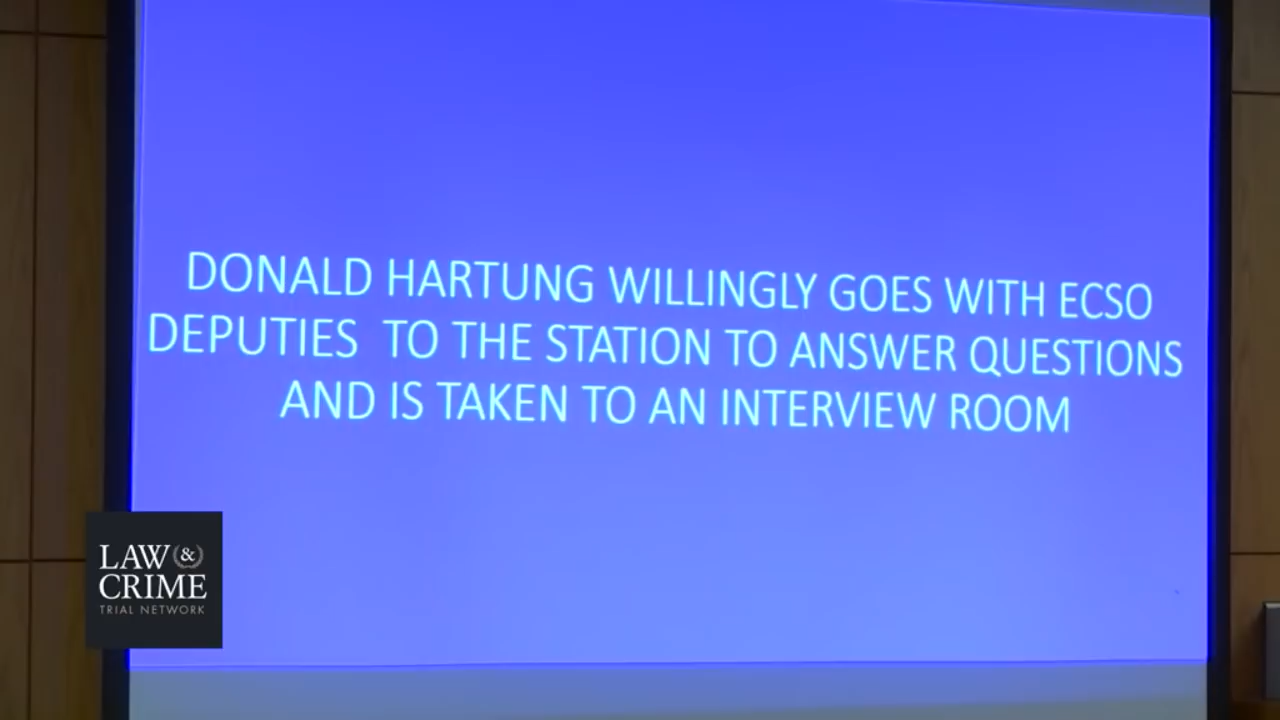 DONALD HARTUNG WILLINGLY GOES WITH ECSO
DEPUTIES TO THE STATION TO ANSWER QUESTIONS
AND IS TAKEN TO AN INTERVIEW ROOM
LAW &
CRIME
TRIAL NETWORK